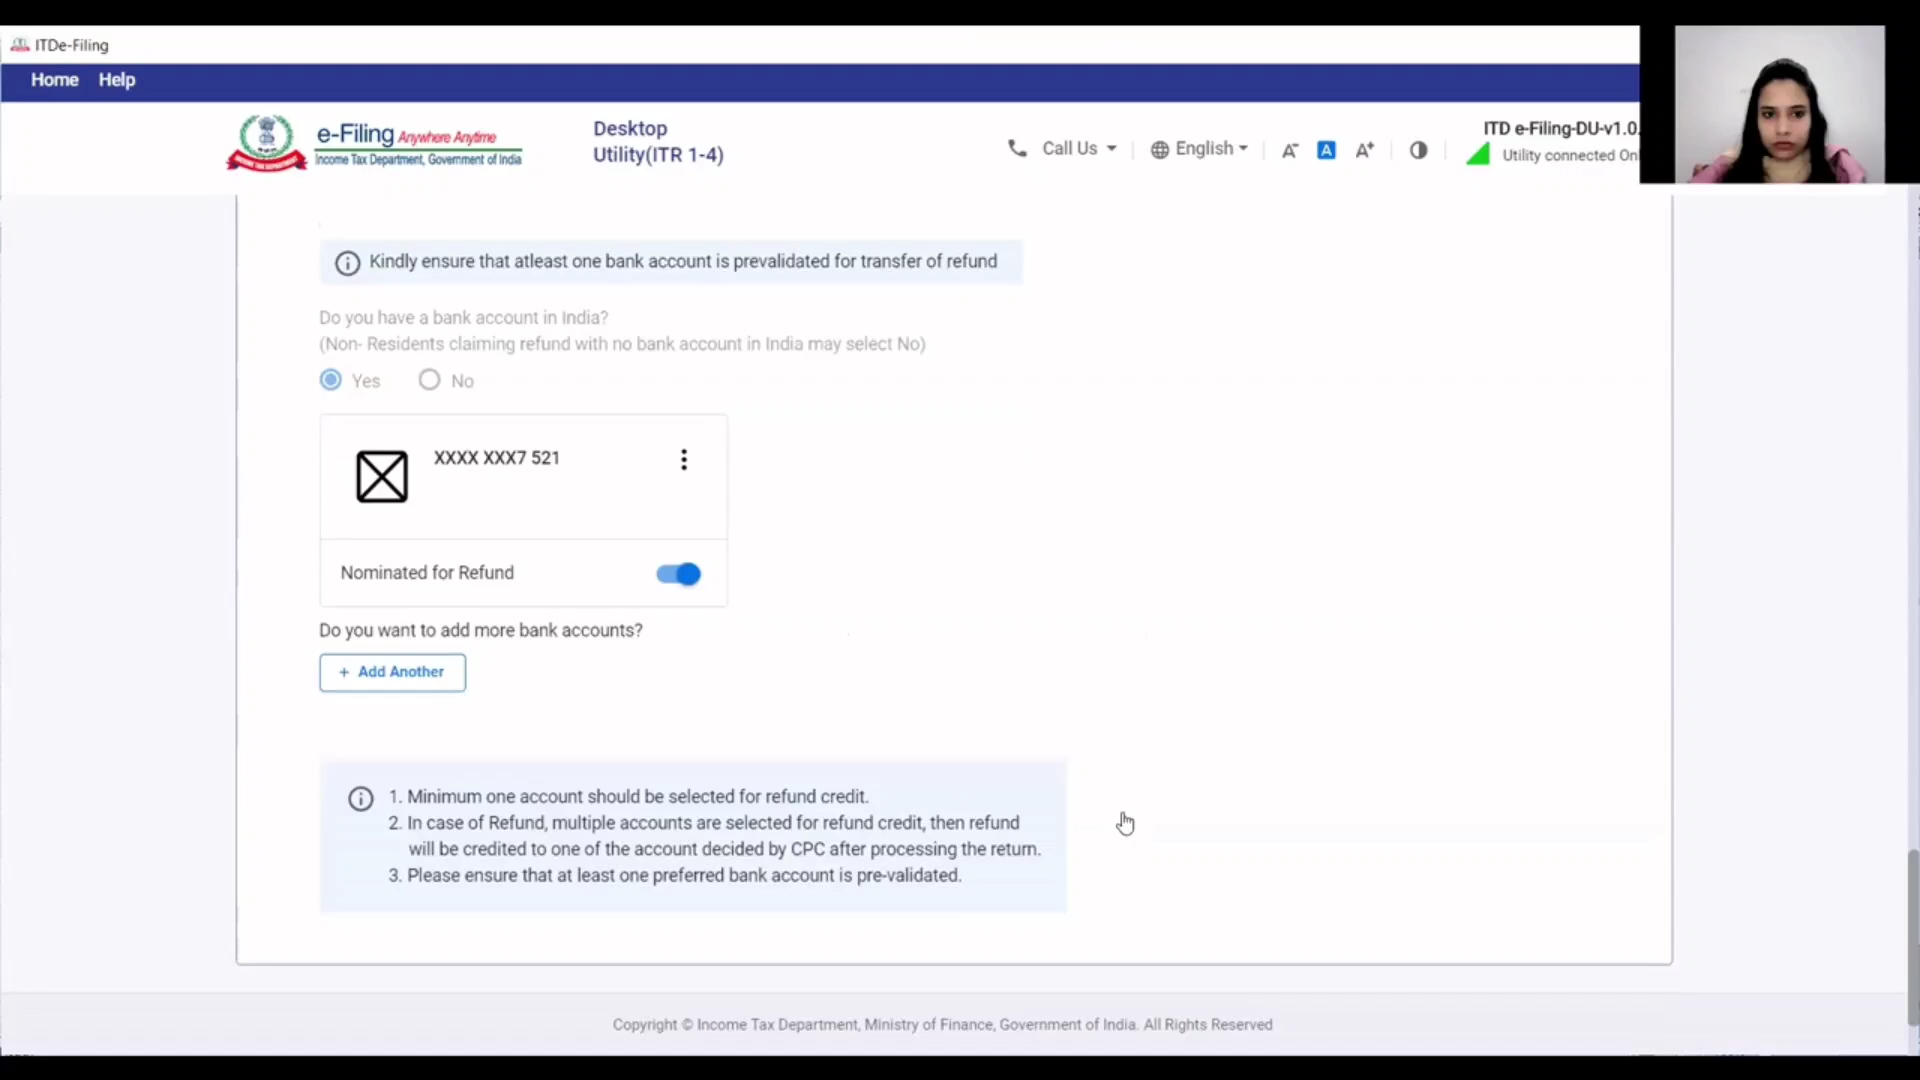 ITDe-Filing
Home Help
e-Filing Anywhere Anytime
Income Tax Department, Government of India
Desktop
Utility(ITR 1-4)
Call Us
English
A-
A
A+
ITD e-Filing-DU-v1.0.
Utility connected Onl
Kindly ensure that atleast one bank account is prevalidated for transfer of refund
Do you have a bank account in India?
(Non- Residents claiming refund with no bank account in India may select No)
Yes No
XXXX XXX7 521
Nominated for Refund
Do you want to add more bank accounts?
+ Add Another
1. Minimum one account should be selected for refund credit.
2. In case of Refund, multiple accounts are selected for refund credit, then refund
will be credited to one of the account decided by CPC after processing the return.
3. Please ensure that at least one preferred bank account is pre-validated.
Copyright © Income Tax Department, Ministry of Finance, Government of India. All Rights Reserved